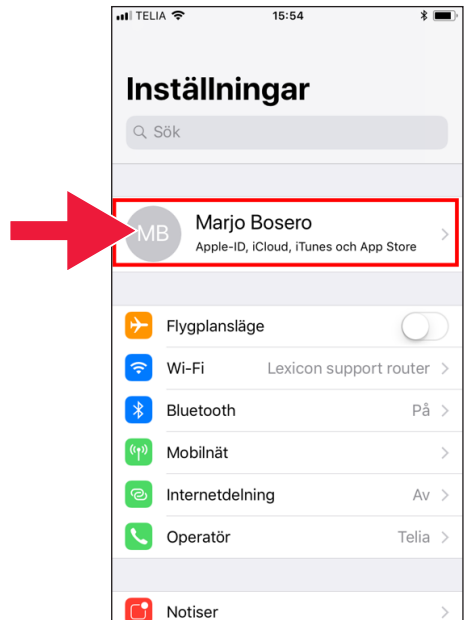 TELIA 15:54
Inställningar
Sök
MB Marjo Bosero
Apple-ID, iCloud, iTunes och App Store
Flygplansläge
Wi-Fi Lexicon support router
Bluetooth På
Mobilnät
Internetdelning Av
Operatör Telia
Notiser